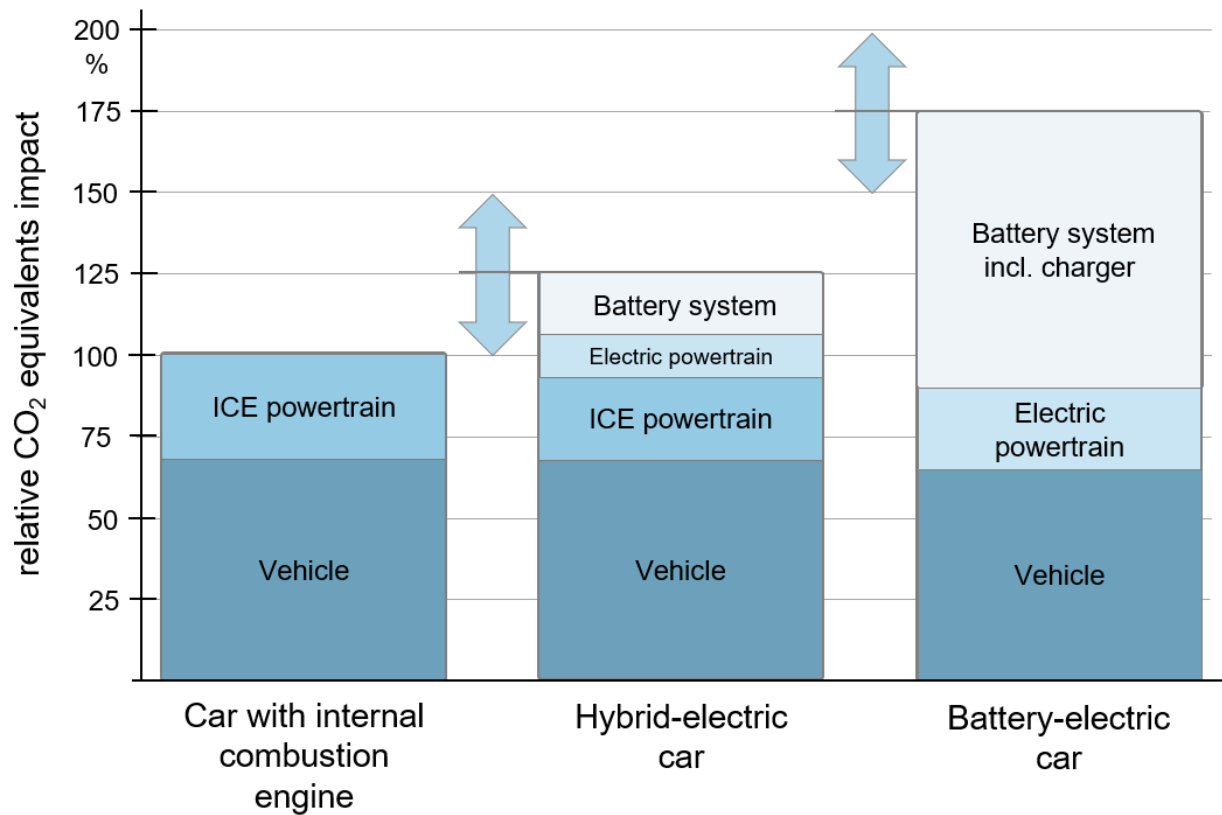 relative CO₂ equivalents impact
200
%
175
150
125
100
75
50
25
ICE powertrain
Vehicle
Battery system
Electric powertrain
ICE powertrain
Vehicle
Battery system
incl. charger
Electric
powertrain
Vehicle
Car with internal
combustion
engine
Hybrid-electric
car
Battery-electric
car